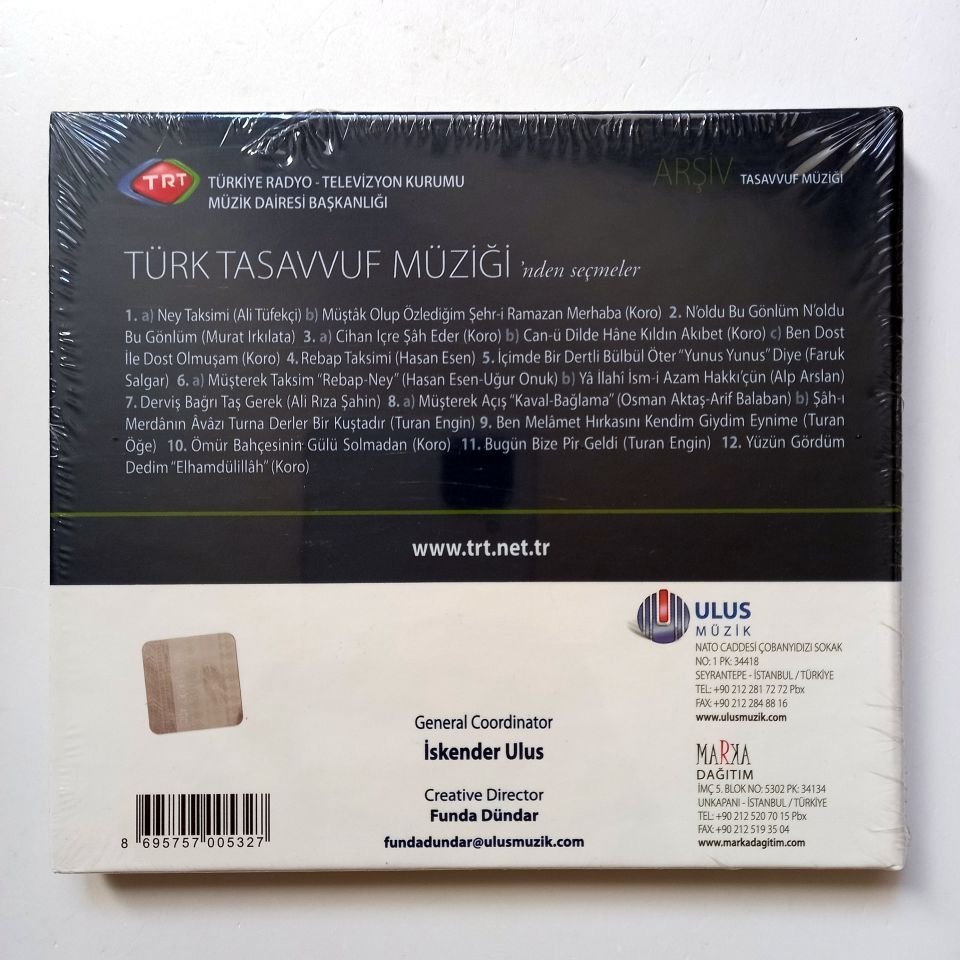 TRT
TÜRKİYE RADYO - TELEVİZYON KURUMU
MÜZİK DAİRESİ BAŞKANLIĞI
ARŞİV TASAVVUF MÜZİĞİ
TÜRK TASAVVUF MÜZİĞİ 'nden seçmeler
1. a) Ney Taksimi (Ali Tüfekçi) b) Müştâk Olup Özlediğim Şehr-i Ramazan Merhaba (Koro) 2. N'oldu Bu Gönlüm N'oldu
Bu Gönlüm (Murat Irkılata) 3. a) Cihan Içre Şâh Eder (Koro) b) Can-ü Dilde Hâne Kıldın Akıbet (Koro) c) Ben Dost
İle Dost Olmuşam (Koro) 4. Rebap Taksimi (Hasan Esen) 5. İçimde Bir Dertli Bülbül Öter "Yunus Yunus" Diye (Faruk
Salgar) 6. a) Müşterek Taksim "Rebap-Ney" (Hasan Esen-Uğur Onuk) b) Yâ İlahî İsm-i Azam Hakkı'çün (Alp Arslan)
7. Derviş Bağrı Taş Gerek (Ali Rıza Şahin) 8. a) Müşterek Açış "Kaval-Bağlama" (Osman Aktaş-Arif Balaban) b) Şâh-ı
Merdânın Âvâzı Turna Derler Bir Kuştadır (Turan Engin) 9. Ben Melâmet Hırkasını Kendim Giydim Eynime (Turan
Öğe) 10. Ömür Bahçesinin Gülü Solmadan (Koro) 11. Bugün Bize Pir Geldi (Turan Engin) 12. Yüzün Gördüm
Dedim "Elhamdülillâh" (Koro)
www.trt.net.tr
ULUS
MÜZİK
NATO CADDESİ ÇOBANYIDIZI SOKAK
NO: 1 PK: 34418
SEYRANTEPE - İSTANBUL / TÜRKİYE
TEL: +90 212 281 72 72 Pbx
FAX: +90 212 284 88 16
www.ulusmuzik.com
General Coordinator
İskender Ulus
Creative Director
Funda Dündar
fundadundar@ulusmuzik.com
MARKA
DAĞITIM
İMÇ 5. BLOK NO: 5302 PK: 34134
UNKAPANI - İSTANBUL / TÜRKİYE
TEL: +90 212 520 70 15 Pbx
FAX: +90 212 519 35 04
www.markadagitim.com
8 695757 005327